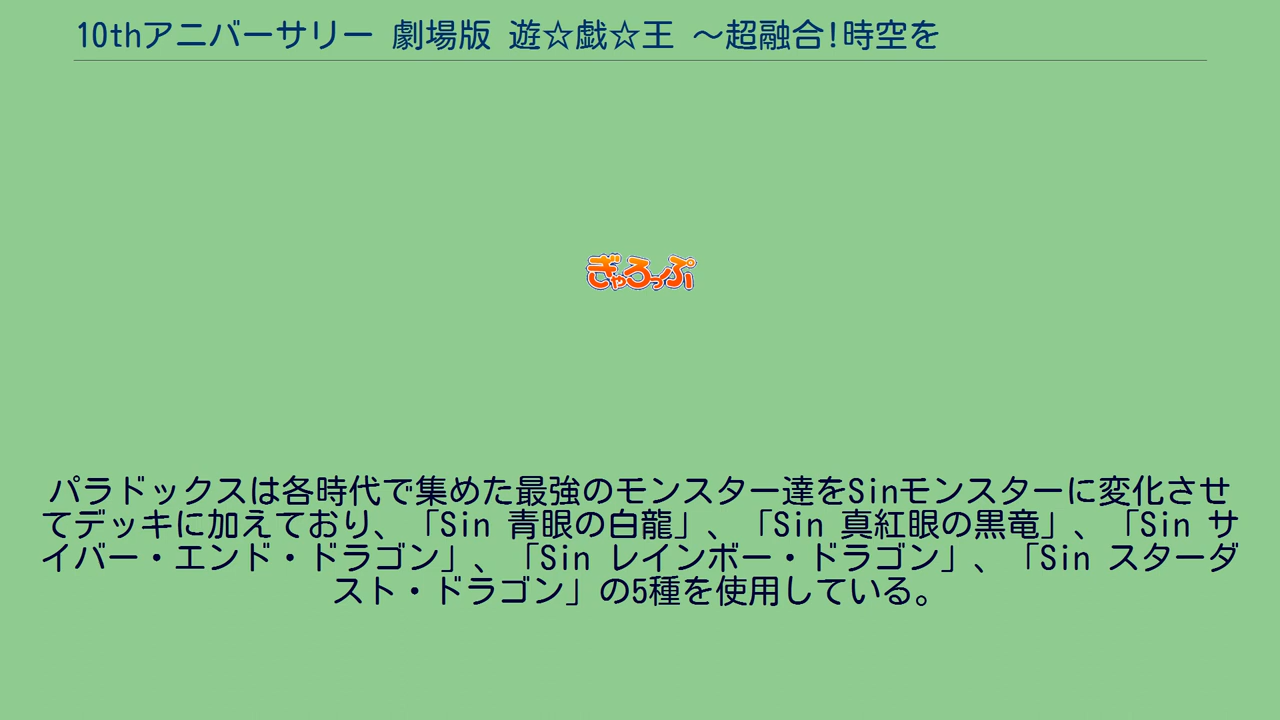 10thアニバーサリー 劇場版 遊☆戯☆王 ～超融合!時空を
ぎゃろっぷ
パラドックスは各時代で集めた最強のモンスター達をSinモンスターに変化させ
てデッキに加えており、「Sin 青眼の白龍」、「Sin 真紅眼の黒竜」、「Sin サ
イバー・エンド・ドラゴン」、「Sin レインボー・ドラゴン」、「Sin スターダ
スト・ドラゴン」の5種を使用している。